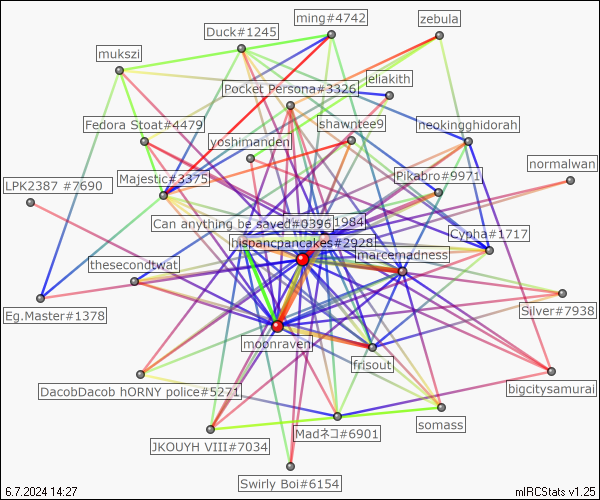 ming#4742
zebula
Duck#1245
mukszi
eliakith
Pocket Persona#3326
Fedora Stoat#4479
shawntee9
neokingghidorah
yoshimanden
normalwan
Majestic#3375
Pikabro#9971
LPK2387 #7690
1984
Can anything be saved#0396
Cypha#1717
hispancpancakes#2928
marcemadness
thesecondtwat
Eg.Master#1378
Silver#7938
moonraven
frisout
DacobDacob hORNY police#5271
bigcitysamurai
somass
Madネコ#6901
JKOUYH VIII#7034
Swirly Boi#6154
6.7.2024 14:27
mIRCStats v1.25